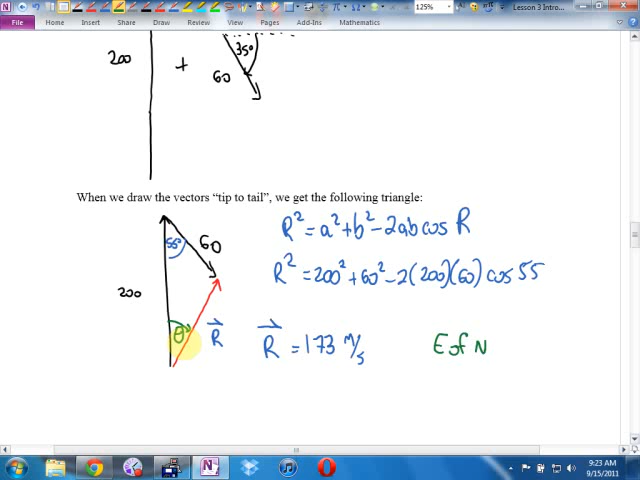 125%
Lesson 3 Intro...
File Home Insert Share Draw Review View Page Frames Add-Ins Mathematics
200
+
35°
60
When we draw the vectors “tip to tail”, we get the following triangle:
55°
60
200
θ
R
R² = a² + b² - 2ab cos R
R² = 200² + 60² - 2(200)(60) cos 55
R = 173 m/s
E of N
9:23 AM
9/15/2011